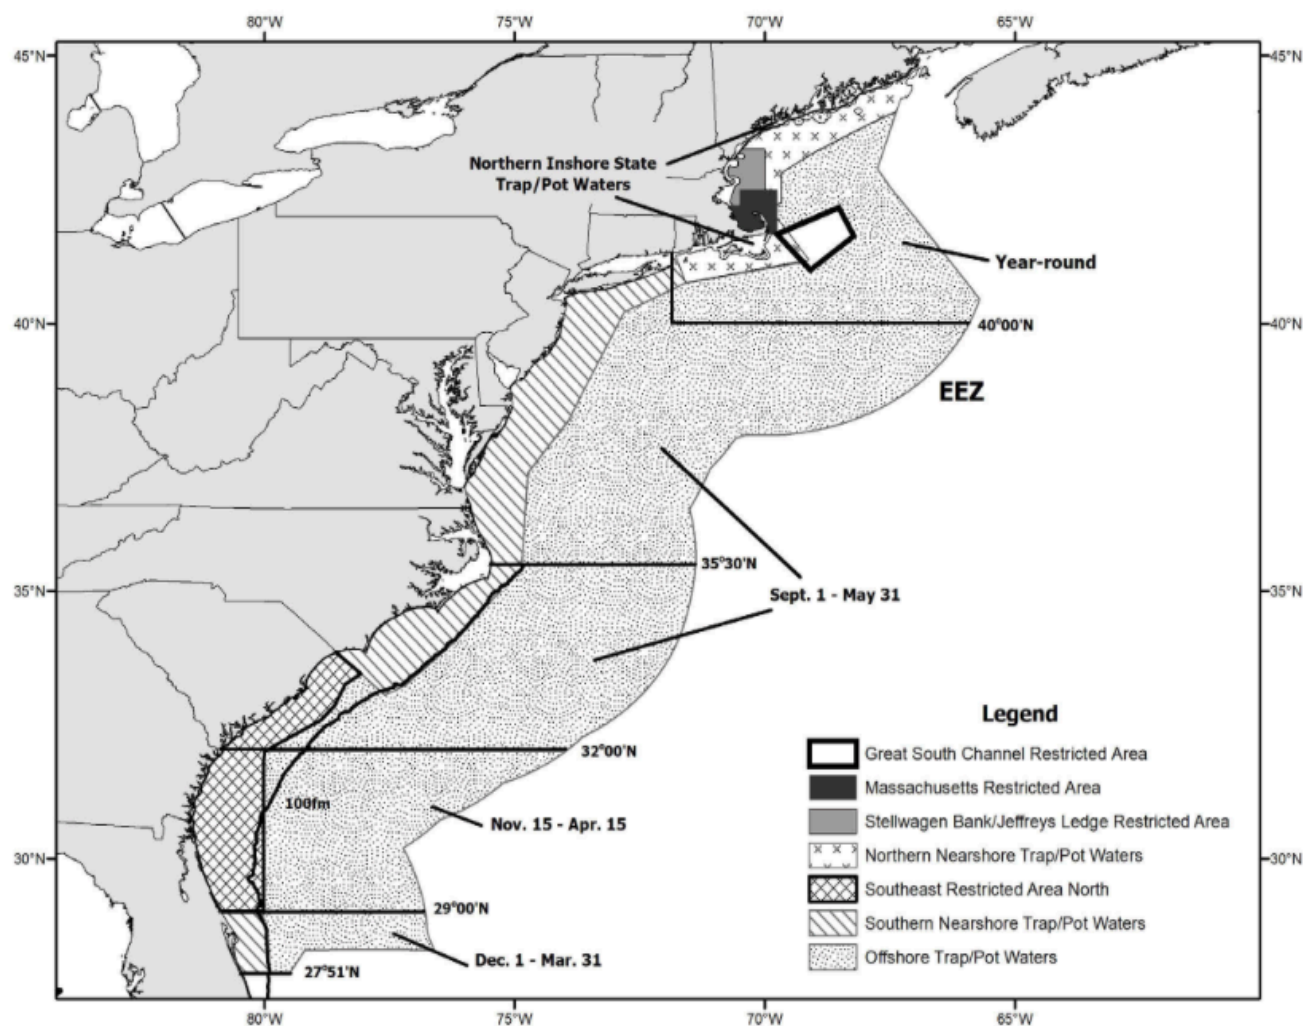 80°W 75°W 70°W 65°W
45°N 45°N
Northern Inshore State
Trap/Pot Waters
Year-round
40°N 40°00'N 40°N
EEZ
35°30'N
35°N Sept. 1 - May 31 35°N
Legend
32°00'N
Great South Channel Restricted Area
Massachusetts Restricted Area
100fm
Nov. 15 - Apr. 15
Stellwagen Bank/Jeffreys Ledge Restricted Area
30°N Northern Nearshore Trap/Pot Waters 30°N
Southeast Restricted Area North
29°00'N
Southern Nearshore Trap/Pot Waters
Dec. 1 - Mar. 31
Offshore Trap/Pot Waters
27°51'N
80°W 75°W 70°W 65°W